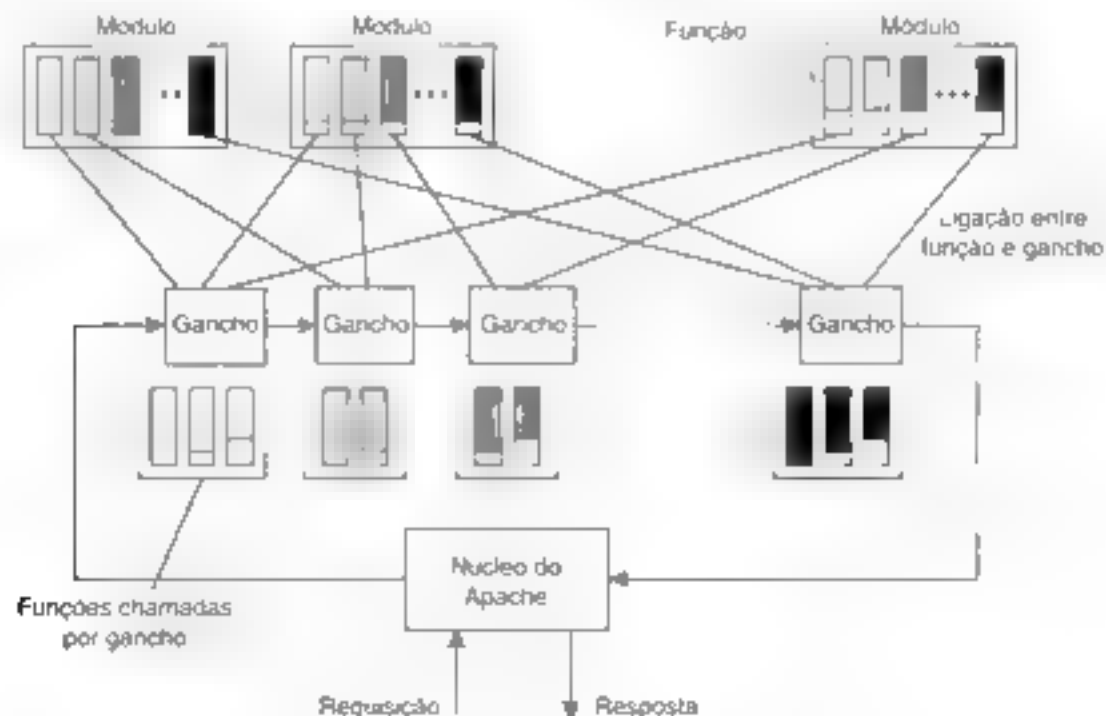 Modulo
Modulo
Função
Modulo
Ligação entre
função e gancho
Gancho
Gancho
Gancho
Gancho
Nucleo do
Apache
Funções chamadas
por gancho
Requisição
Resposta